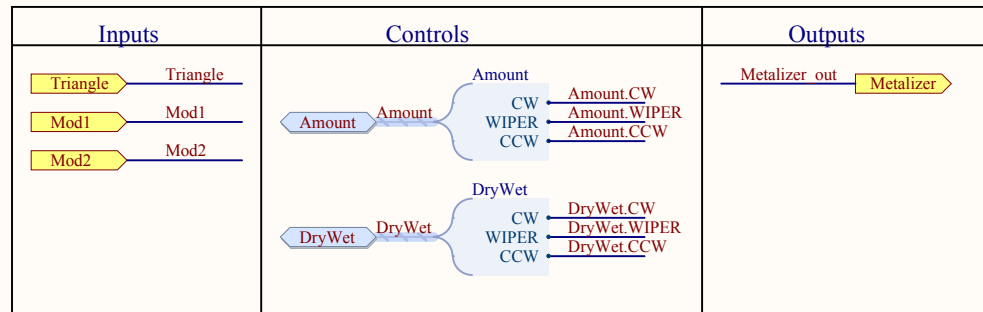 Inputs
Triangle Triangle
Mod1 Mod1
Mod2 Mod2
Controls
Amount
Amount Amount
CW Amount.CW
WIPER Amount.WIPER
CCW Amount.CCW
DryWet
DryWet DryWet
CW DryWet.CW
WIPER DryWet.WIPER
CCW DryWet.CCW
Outputs
Metalizer_out Metalizer